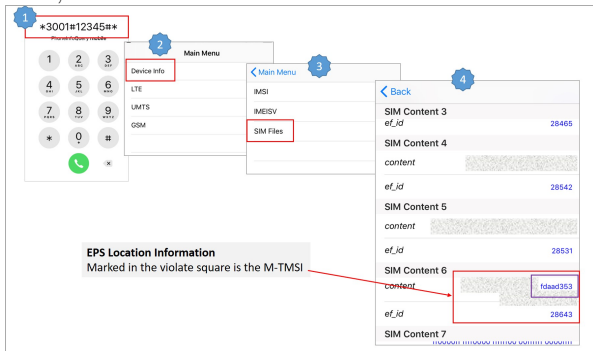 1
*3001#12345#*
1
2
ABC
3
DEF
4
GHI
5
JKL
6
MNO
7
PQRS
8
TUV
9
WXYZ
*
0
+
#
2
Main Menu
Device Info
LTE
UMTS
GSM
3
Main Menu
IMSI
IMEISV
SIM Files
4
Back
SIM Content 3
ef_id 28465
SIM Content 4
content
ef_id 28542
SIM Content 5
content
ef_id 28531
SIM Content 6
content fdaad353
ef_id 28643
SIM Content 7
EPS Location Information
Marked in the violate square is the M-TMSI